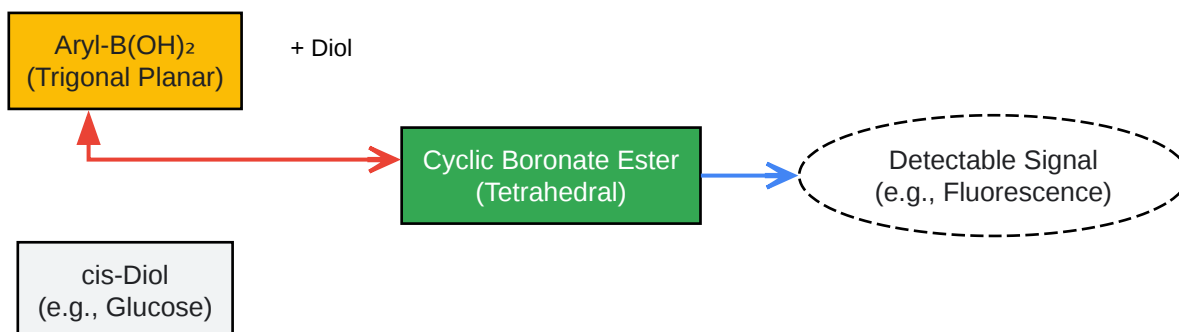 Aryl-B(OH)₂
(Trigonal Planar)
+ Diol
Cyclic Boronate Ester
(Tetrahedral)
Detectable Signal
(e.g., Fluorescence)
cis-Diol
(e.g., Glucose)